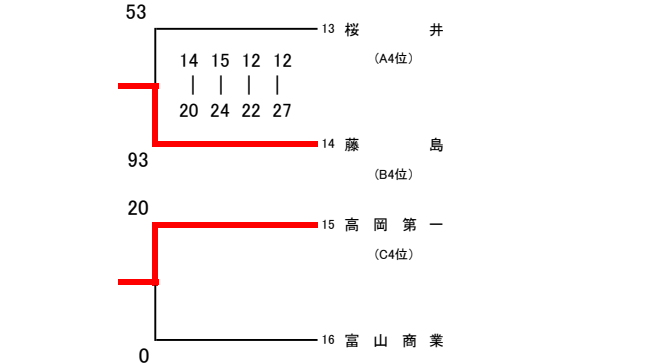 53
13 桜 井
(A4位)
14 15 12 12
| | | |
20 24 22 27
14 藤 島
93
(B4位)
20
15 高 岡 第 一
(C4位)
16 富 山 商 業
0